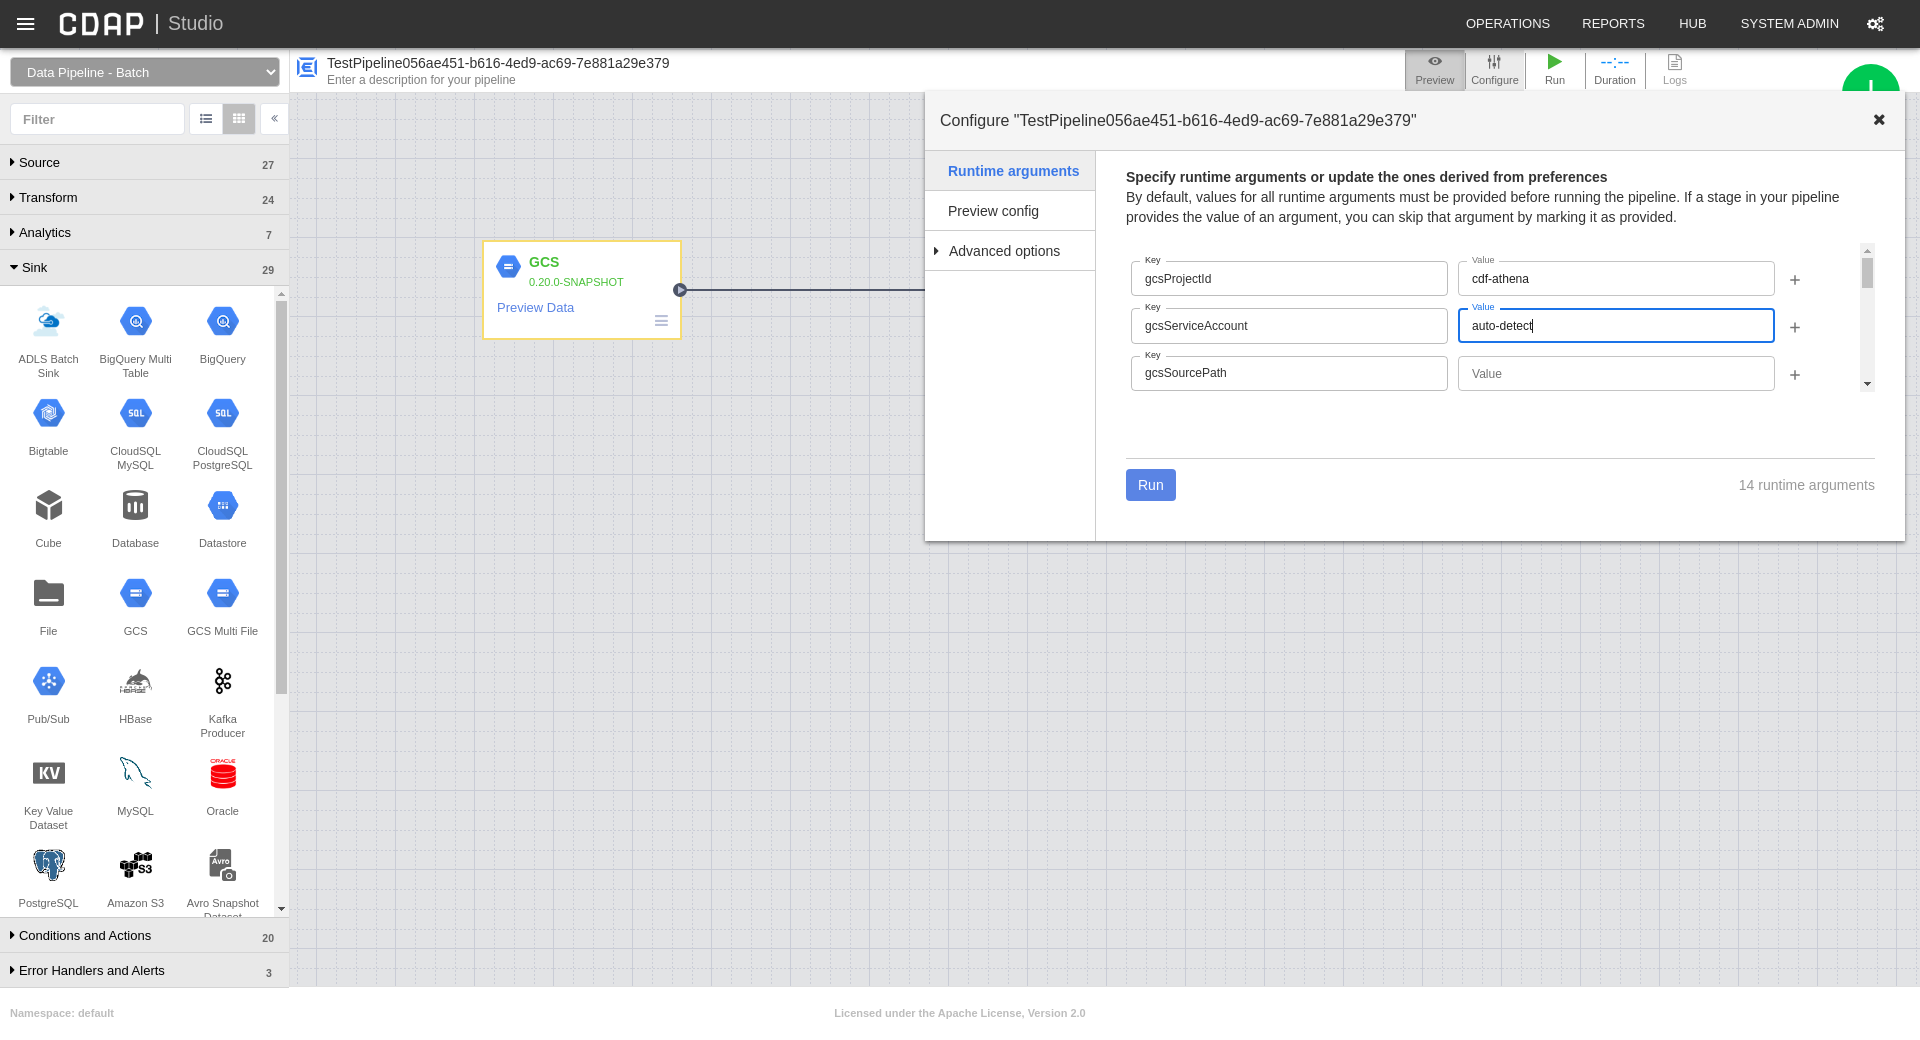 CDAP | Studio
OPERATIONS
REPORTS
HUB
SYSTEM ADMIN
Data Pipeline - Batch
TestPipeline056ae451-b616-4ed9-ac69-7e881a29e379
Enter a description for your pipeline
Preview
Configure
Run
Duration
Logs
Filter
Source 27
Transform 24
Analytics 7
Sink 29
ADLS Batch
Sink
BigQuery Multi
Table
BigQuery
Bigtable
SQL
CloudSQL
MySQL
SQL
CloudSQL
PostgreSQL
Cube
Database
Datastore
File
GCS
GCS Multi File
Pub/Sub
HBASE
HBase
Kafka
Producer
KV
Key Value
Dataset
MySQL
ORACLE
Oracle
PostgreSQL
S3
Amazon S3
Avro
Avro Snapshot
Dataset
Conditions and Actions 20
Error Handlers and Alerts 3
GCS
0.20.0-SNAPSHOT
Preview Data
Configure "TestPipeline056ae451-b616-4ed9-ac69-7e881a29e379"
Runtime arguments
Preview config
Advanced options
Specify runtime arguments or update the ones derived from preferences
By default, values for all runtime arguments must be provided before running the pipeline. If a stage in your pipeline
provides the value of an argument, you can skip that argument by marking it as provided.
Key
gcsProjectId
Value
cdf-athena
Key
gcsServiceAccount
Value
auto-detect
Key
gcsSourcePath
Value
Run
14 runtime arguments
Namespace: default
Licensed under the Apache License, Version 2.0